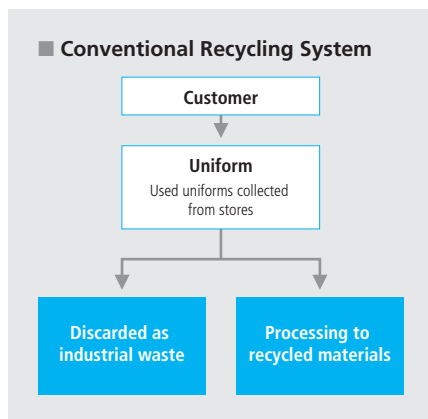 ■ Conventional Recycling System
Customer
Uniform
Used uniforms collected
from stores
Discarded as
industrial waste
Processing to
recycled materials